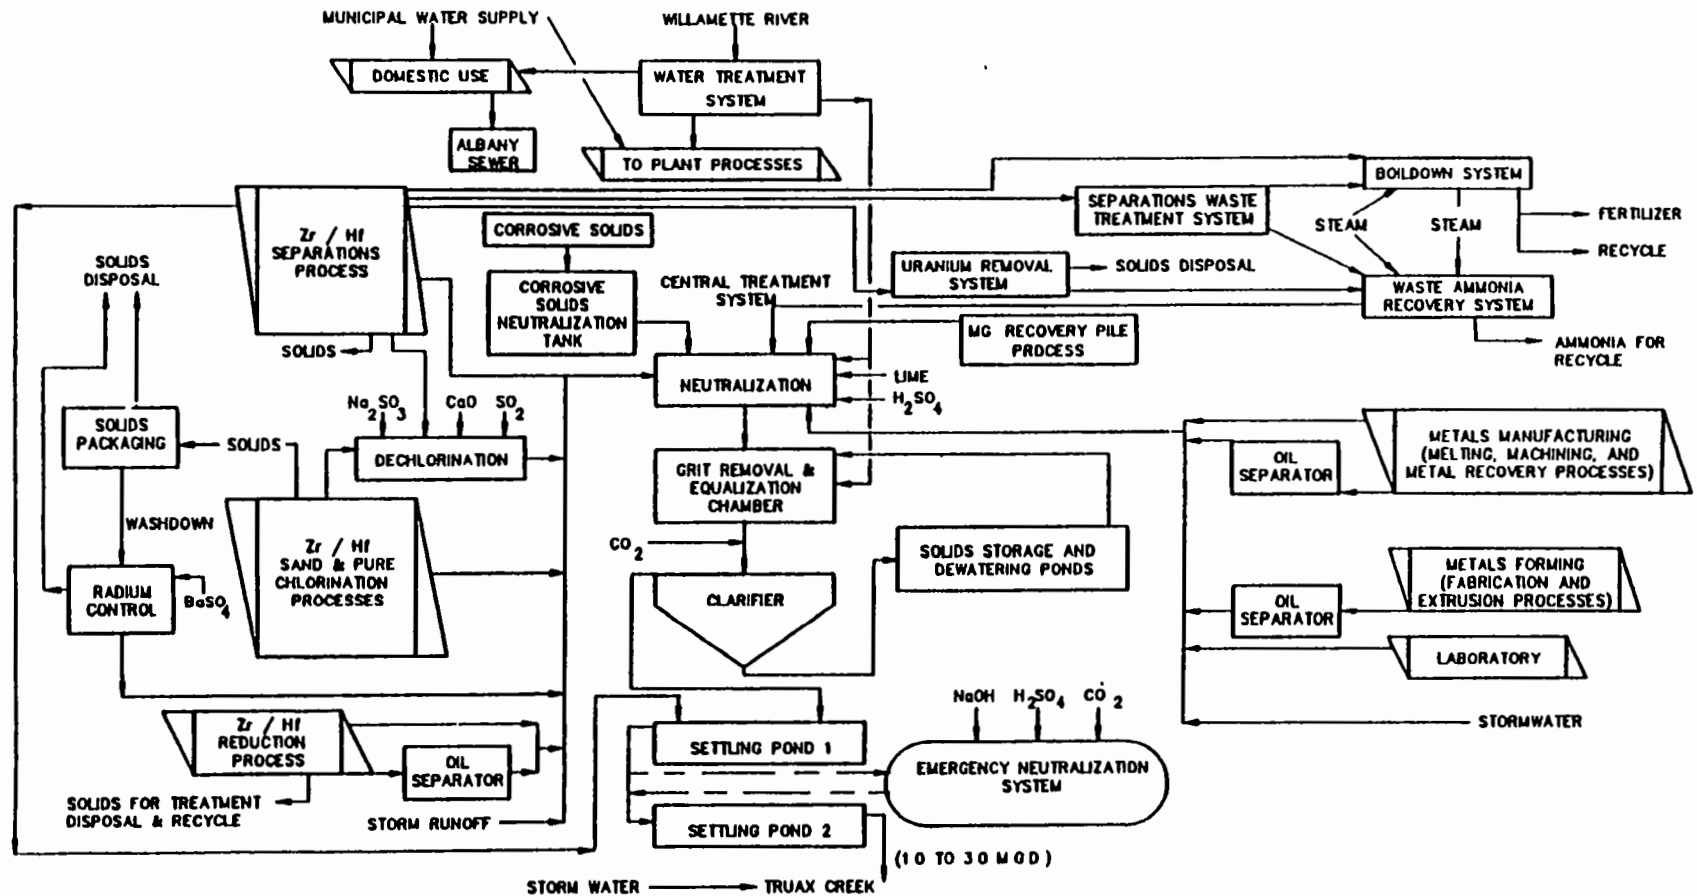 MUNICIPAL WATER SUPPLY
WILLAMETTE RIVER
DOMESTIC USE
WATER TREATMENT
SYSTEM
ALBANY
SEWER
TO PLANT PROCESSES
BOILDOWN SYSTEM
SEPARATIONS WASTE
TREATMENT SYSTEM
STEAM
STEAM
FERTILIZER
RECYCLE
Zr / Hf
SEPARATIONS
PROCESS
CORROSIVE SOLIDS
SOLIDS
DISPOSAL
CORROSIVE
SOLIDS
NEUTRALIZATION
TANK
CENTRAL TREATMENT
SYSTEM
URANIUM REMOVAL
SYSTEM
SOLIDS DISPOSAL
WASTE AMMONIA
RECOVERY SYSTEM
MG RECOVERY PILE
PROCESS
AMMONIA FOR
RECYCLE
SOLIDS
NEUTRALIZATION
LIME
H2SO4
Na2SO3
CaO
SO2
SOLIDS
PACKAGING
SOLIDS
DECHLORINATION
GRIT REMOVAL &
EQUALIZATION
CHAMBER
OIL
SEPARATOR
METALS MANUFACTURING
(MELTING, MACHINING, AND
METAL RECOVERY PROCESSES)
WASHDOWN
CO2
Zr / Hf
SAND & PURE
CHLORINATION
PROCESSES
SOLIDS STORAGE AND
DEWATERING PONDS
METALS FORMING
(FABRICATION AND
EXTRUSION PROCESSES)
RADIUM
CONTROL
BaSO4
CLARIFIER
OIL
SEPARATOR
LABORATORY
NaOH
H2SO4
CO2
STORMWATER
Zr / Hf
REDUCTION
PROCESS
OIL
SEPARATOR
SETTLING POND 1
EMERGENCY NEUTRALIZATION
SYSTEM
SOLIDS FOR TREATMENT
DISPOSAL & RECYCLE
STORM RUNOFF
SETTLING POND 2
(1 0 TO 3 0 M G D)
STORM WATER
TRUAX CREEK